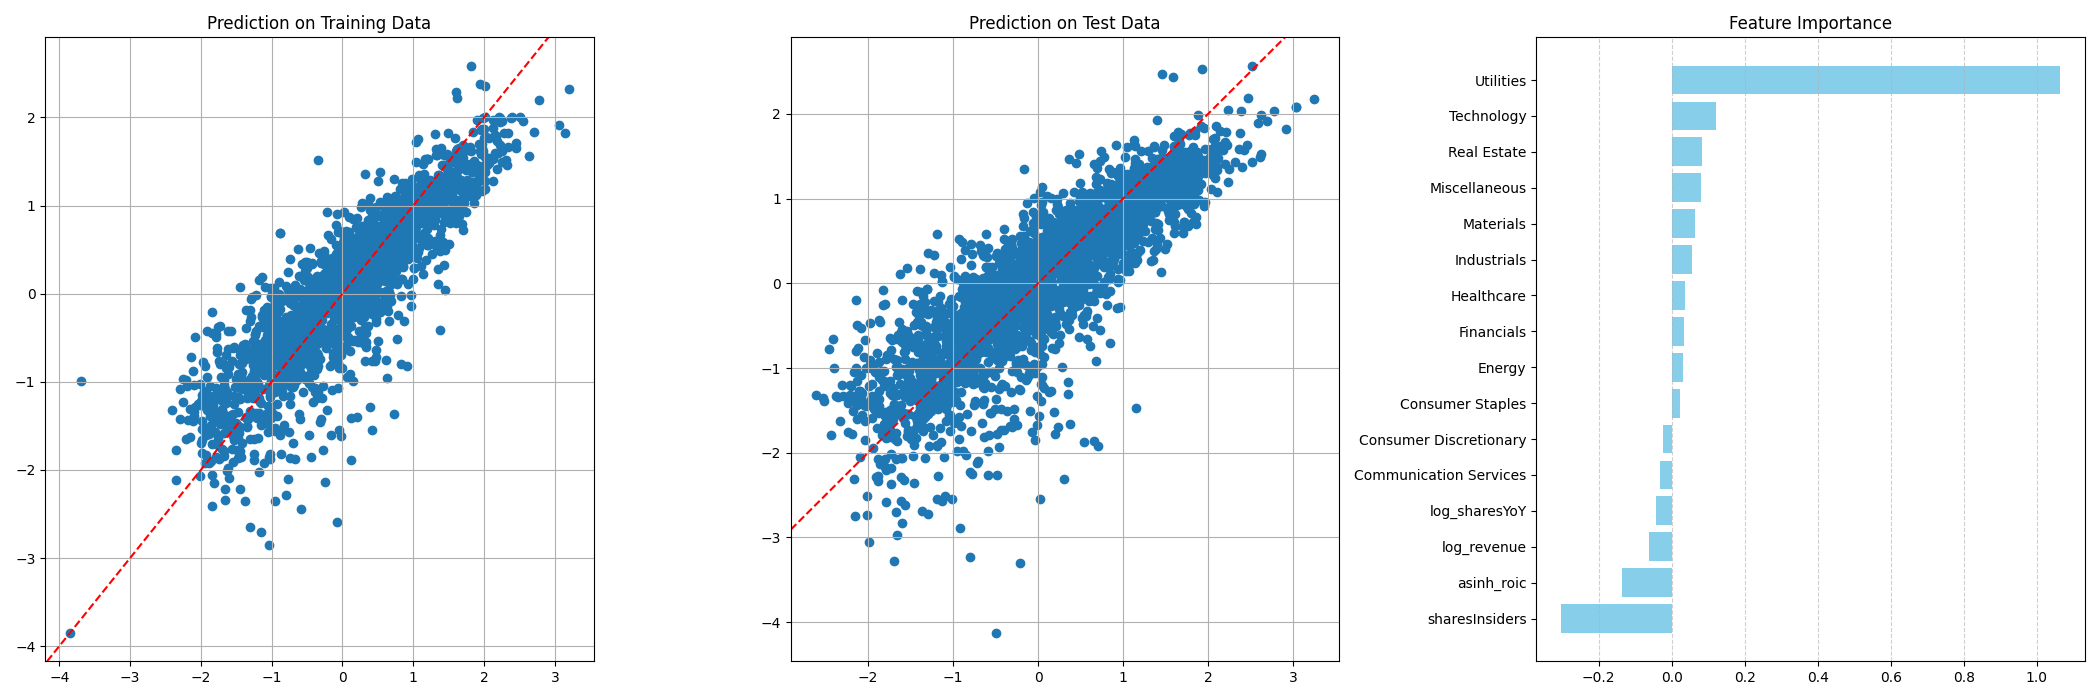 Prediction on Training Data
2
1
0
−1
−2
−3
−4
−4
−3
−2
−1
0
1
2
3
Prediction on Test Data
2
1
0
−1
−2
−3
−4
−2
−1
0
1
2
3
Feature Importance
Utilities
Technology
Real Estate
Miscellaneous
Materials
Industrials
Healthcare
Financials
Energy
Consumer Staples
Consumer Discretionary
Communication Services
log_sharesYoY
log_revenue
asinh_roic
sharesInsiders
−0.2
0.0
0.2
0.4
0.6
0.8
1.0